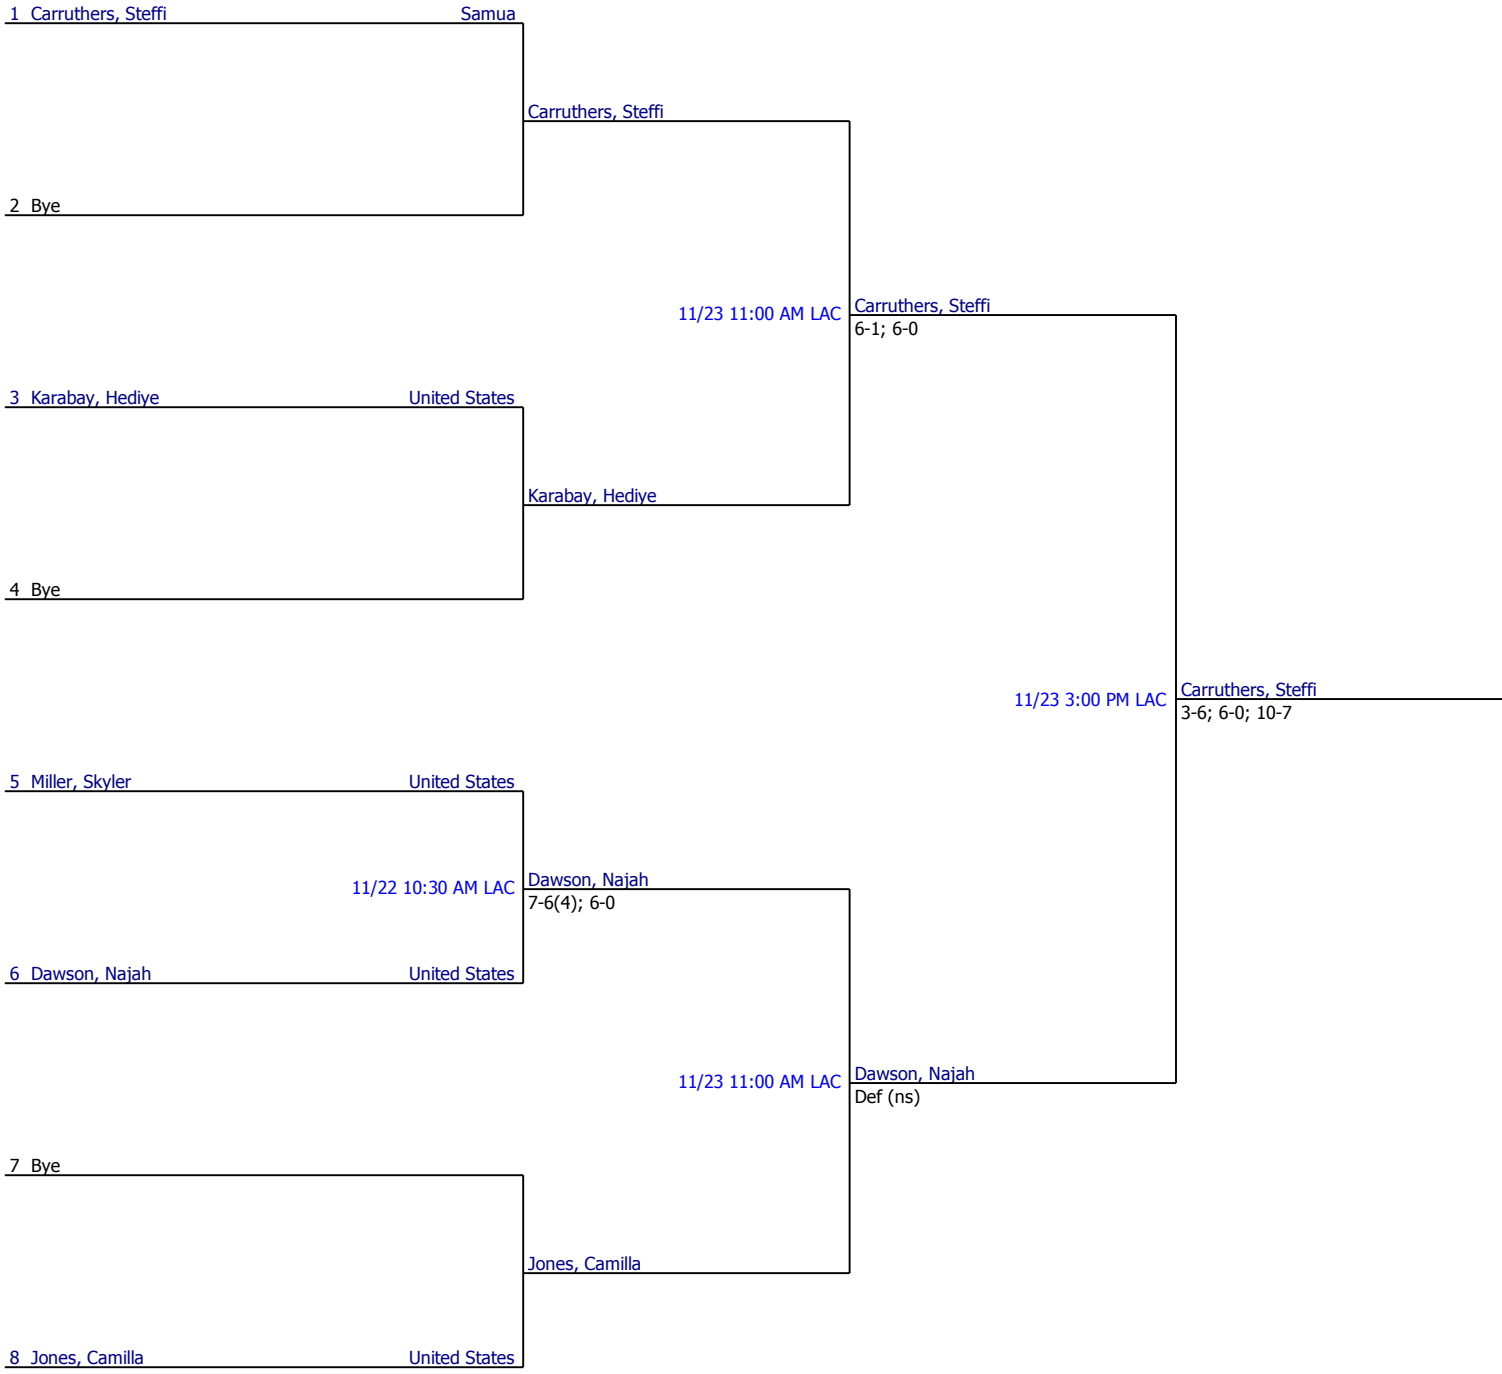 1 Carruthers, Steffi Samua
Carruthers, Steffi
2 Bye
11/23 11:00 AM LAC Carruthers, Steffi
6-1; 6-0
3 Karabay, Hediye United States
Karabay, Hediye
4 Bye
11/23 3:00 PM LAC Carruthers, Steffi
3-6; 6-0; 10-7
5 Miller, Skyler United States
11/22 10:30 AM LAC Dawson, Najah
7-6(4); 6-0
6 Dawson, Najah United States
11/23 11:00 AM LAC Dawson, Najah
Def (ns)
7 Bye
Jones, Camilla
8 Jones, Camilla United States